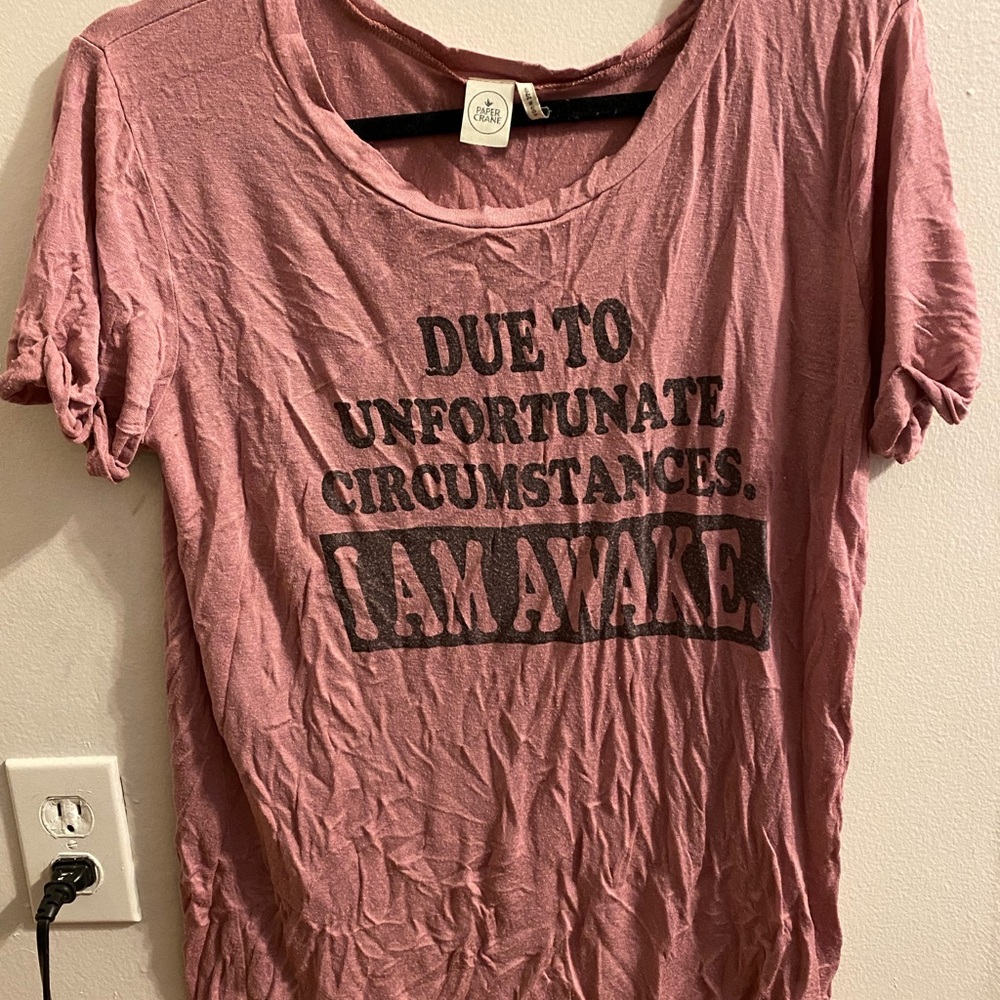 PAPER
CRANE
DUE TO
UNFORTUNATE
CIRCUMSTANCES.
I AM AWAKE.